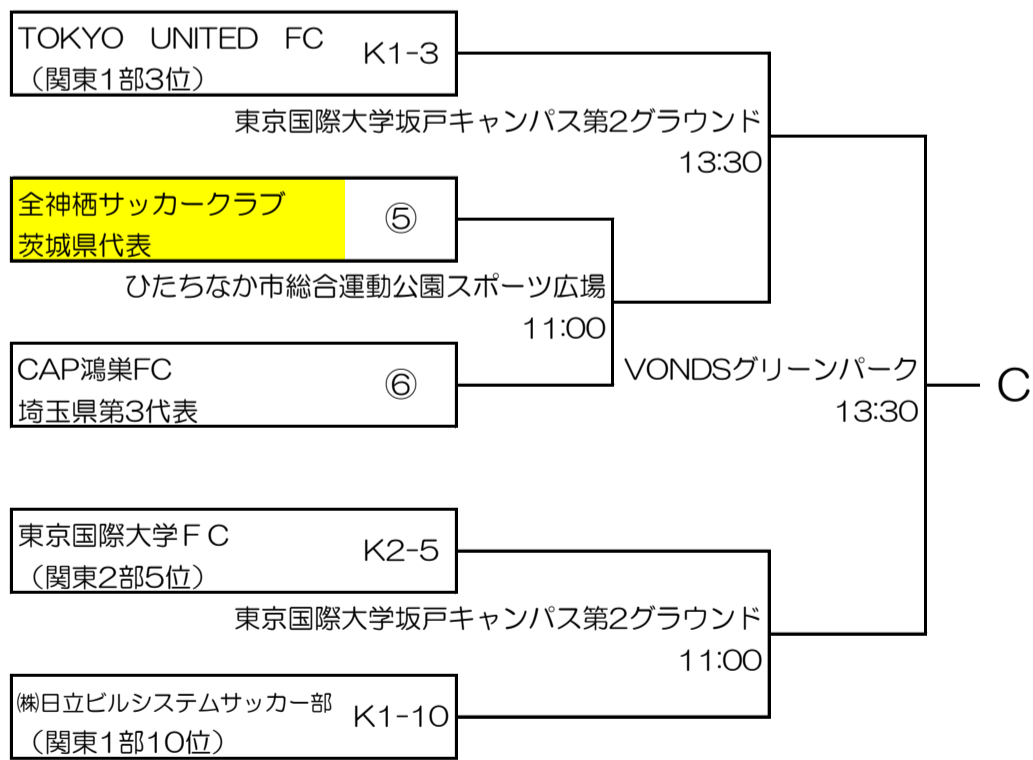 TOKYO　UNITED　FC
（関東１部3位）
K1-3
東京国際大学坂戸キャンパス第2グラウンド
13:30
全神栖サッカークラブ
茨城県代表
⑤
ひたちなか市総合運動公園スポーツ広場
11:00
CAP鴻巣FC
埼玉県第3代表
⑥
VONDSグリーンパーク
13:30
C
東京国際大学ＦＣ
（関東2部5位）
K2-5
東京国際大学坂戸キャンパス第2グラウンド
11:00
㈱日立ビルシステムサッカー部
（関東１部10位）
K1-10